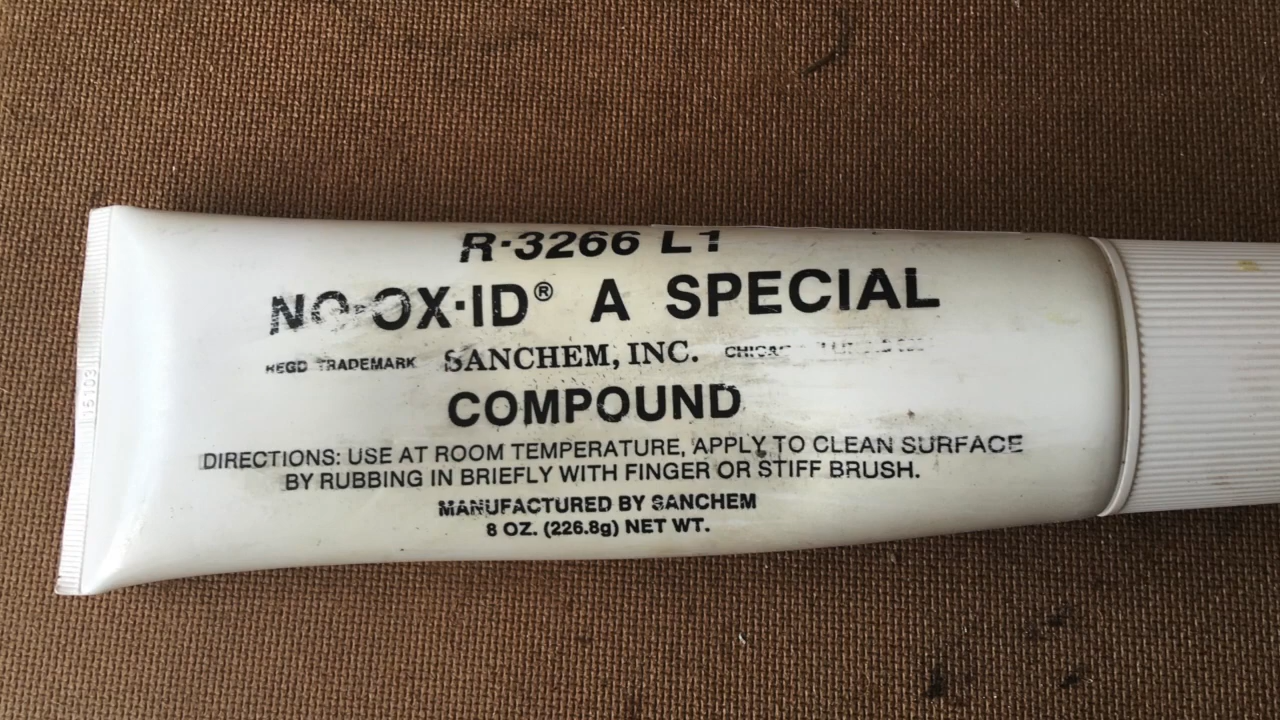 R-3266 L1
NO-OX-ID® A SPECIAL
REGD TRADEMARK SANCHEM, INC.
COMPOUND
DIRECTIONS: USE AT ROOM TEMPERATURE, APPLY TO CLEAN SURFACE
BY RUBBING IN BRIEFLY WITH FINGER OR STIFF BRUSH.
MANUFACTURED BY SANCHEM
8 OZ. (226.8g) NET WT.